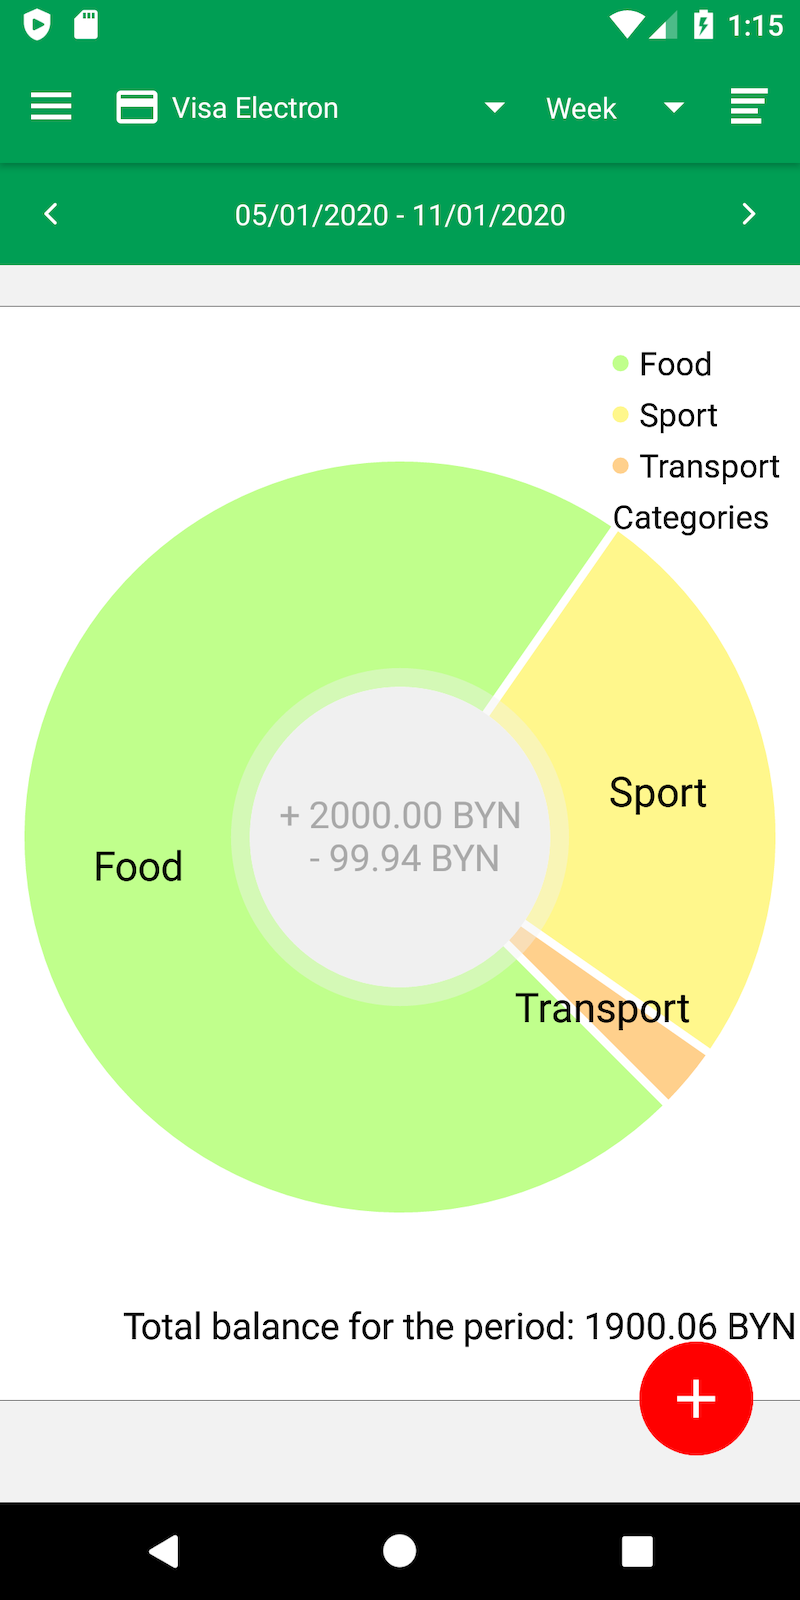 1:15
Visa Electron Week
05/01/2020 - 11/01/2020
Food
Sport
Transport
Categories
Sport
+ 2000.00 BYN
- 99.94 BYN
Food
Transport
Total balance for the period: 1900.06 BYN